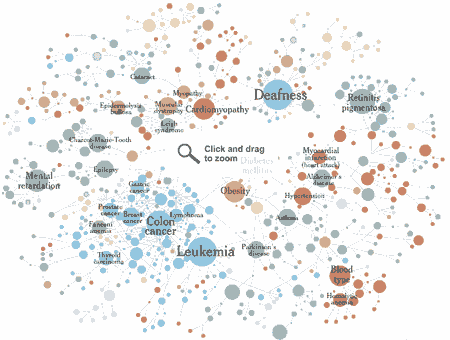 Cataract
Deafness
Myopathy
Retinitis
pigmentosa
Epidermolysis
bullosa
Muscular
dystrophy
Cardiomyopathy
Leigh
syndrome
Charcot-Marie-Tooth
disease
Click and drag
to zoom
Diabetes
mellitus
Myocardial
infarction
(heart attack)
Epilepsy
Mental
retardation
Alzheimer's
disease
Gastric
cancer
Obesity
Hypertension
Prostate
cancer
Breast
cancer
Lymphoma
Asthma
Colon
cancer
Fanconi
anemia
Leukemia
Parkinson's
disease
Thyroid
carcinoma
Blood
type
Hemolytic
anemia